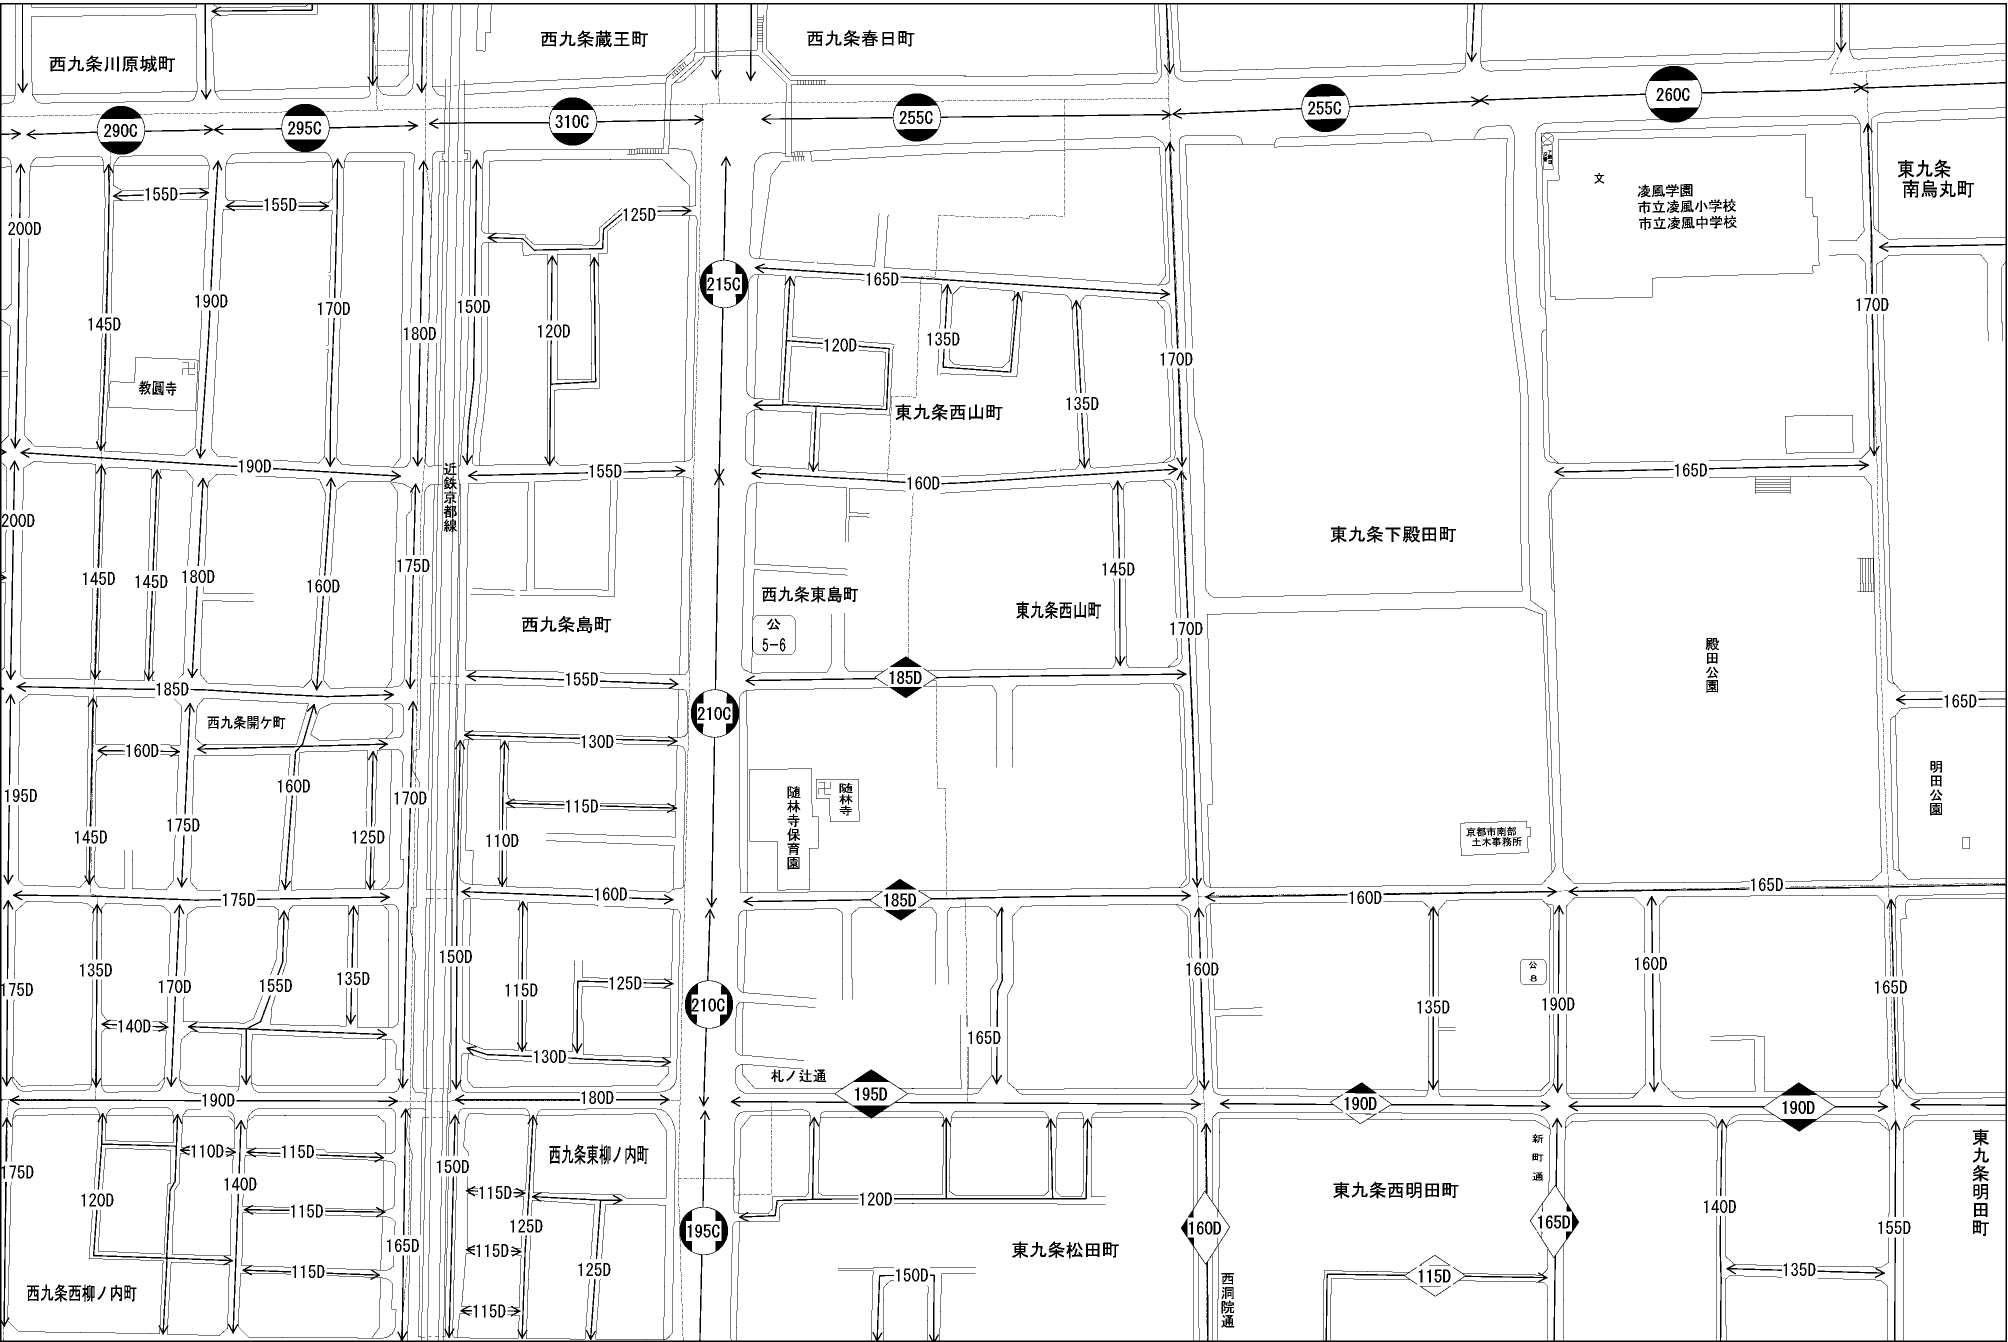 西九条川原城町
西九条蔵王町
西九条春日町
290C
295C
310C
255C
255C
260C
155D
155D
125D
200D
145D
190D
170D
180D
150D
120D
215C
165D
120D
135D
135D
170D
文
凌風学園
市立凌風小学校
市立凌風中学校
東九条
南烏丸町
170D
教圓寺
東九条西山町
190D
近鉄京都線
155D
160D
165D
200D
145D
145D
180D
160D
175D
145D
東九条下殿田町
西九条島町
西九条東島町
公
5-6
東九条西山町
170D
殿田公園
185D
155D
185D
210C
165D
西九条開ケ町
160D
130D
195D
145D
175D
160D
125D
170D
110D
115D
随林寺保育園
随林寺
京都市南部
土木事務所
明田公園
175D
160D
185D
160D
165D
175D
135D
170D
155D
135D
140D
150D
115D
125D
130D
210C
165D
160D
135D
公
8
190D
160D
165D
札ノ辻通
190D
180D
195D
190D
190D
175D
120D
110D
140D
115D
115D
115D
165D
150D
西九条東柳ノ内町
115D
125D
115D
115D
125D
195C
120D
160D
新町通
165D
東九条西明田町
140D
155D
東九条明田町
西九条西柳ノ内町
東九条松田町
150D
西洞院通
115D
135D